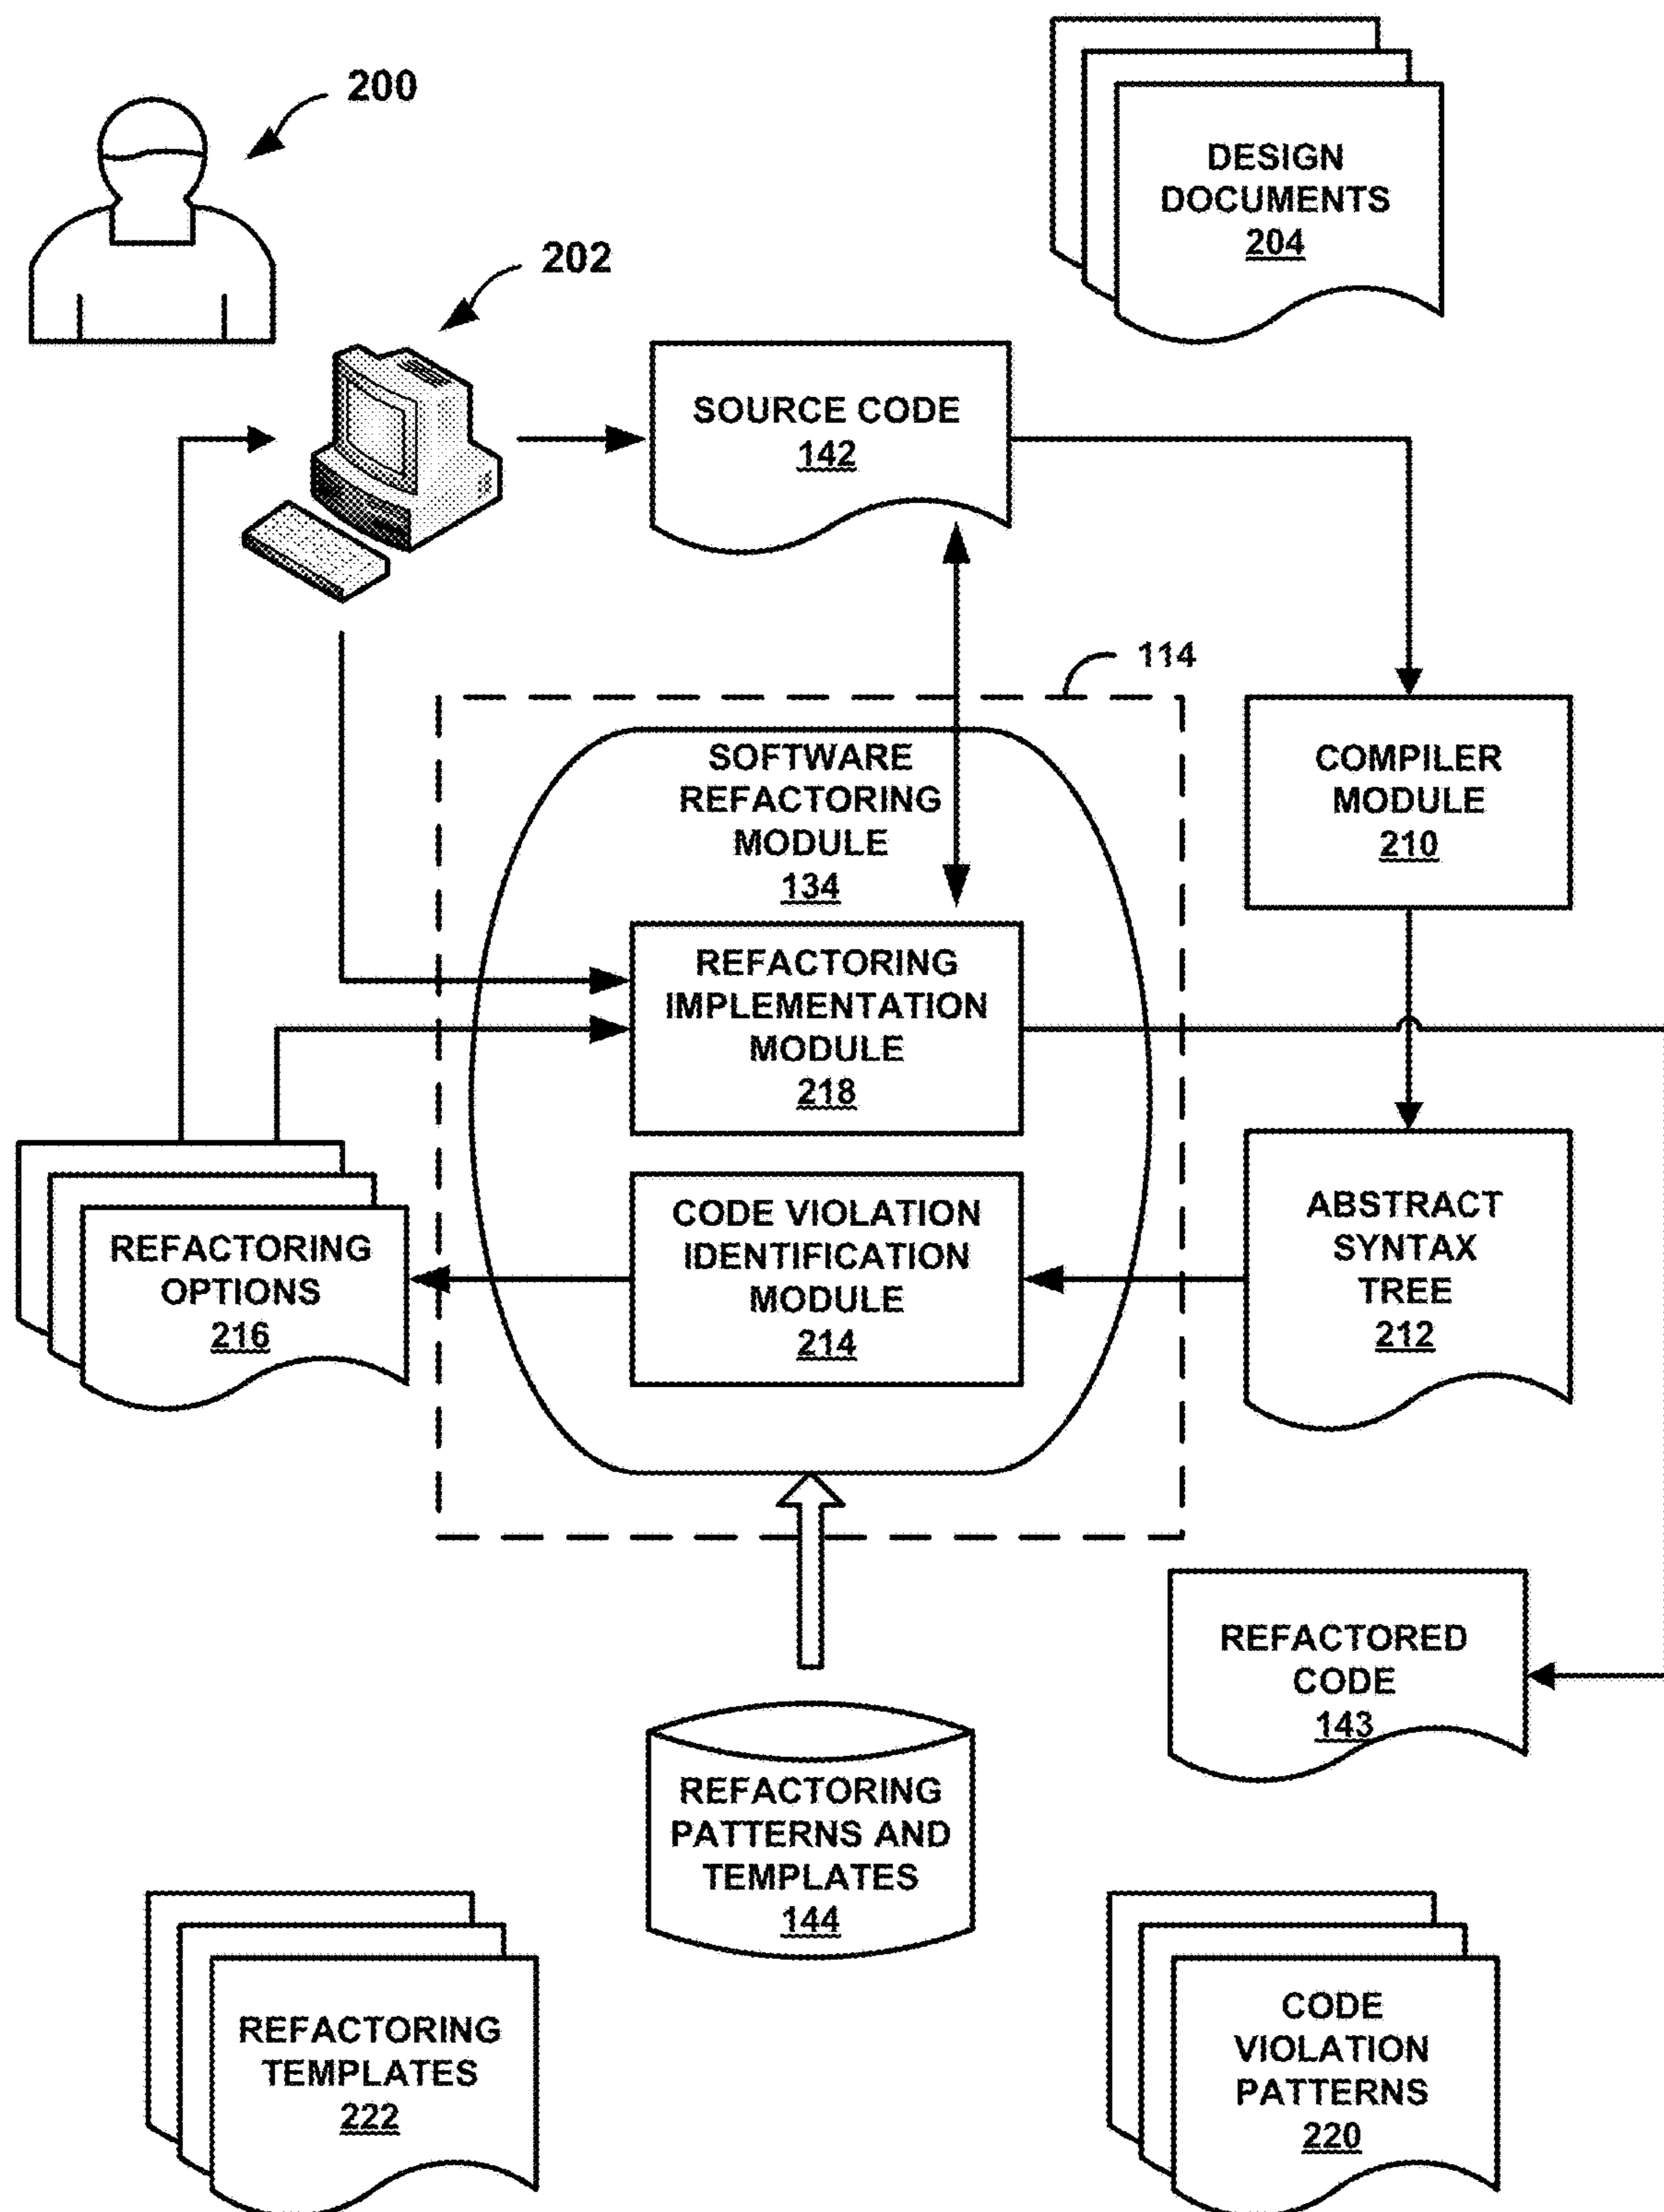 200
DESIGN
DOCUMENTS
204
202
SOURCE CODE
142
114
SOFTWARE
REFACTORING
MODULE
134
COMPILER
MODULE
210
REFACTORING
IMPLEMENTATION
MODULE
218
CODE VIOLATION
IDENTIFICATION
MODULE
214
REFACTORING
OPTIONS
216
ABSTRACT
SYNTAX
TREE
212
REFACTORED
CODE
143
REFACTORING
PATTERNS AND
TEMPLATES
144
REFACTORING
TEMPLATES
222
CODE
VIOLATION
PATTERNS
220